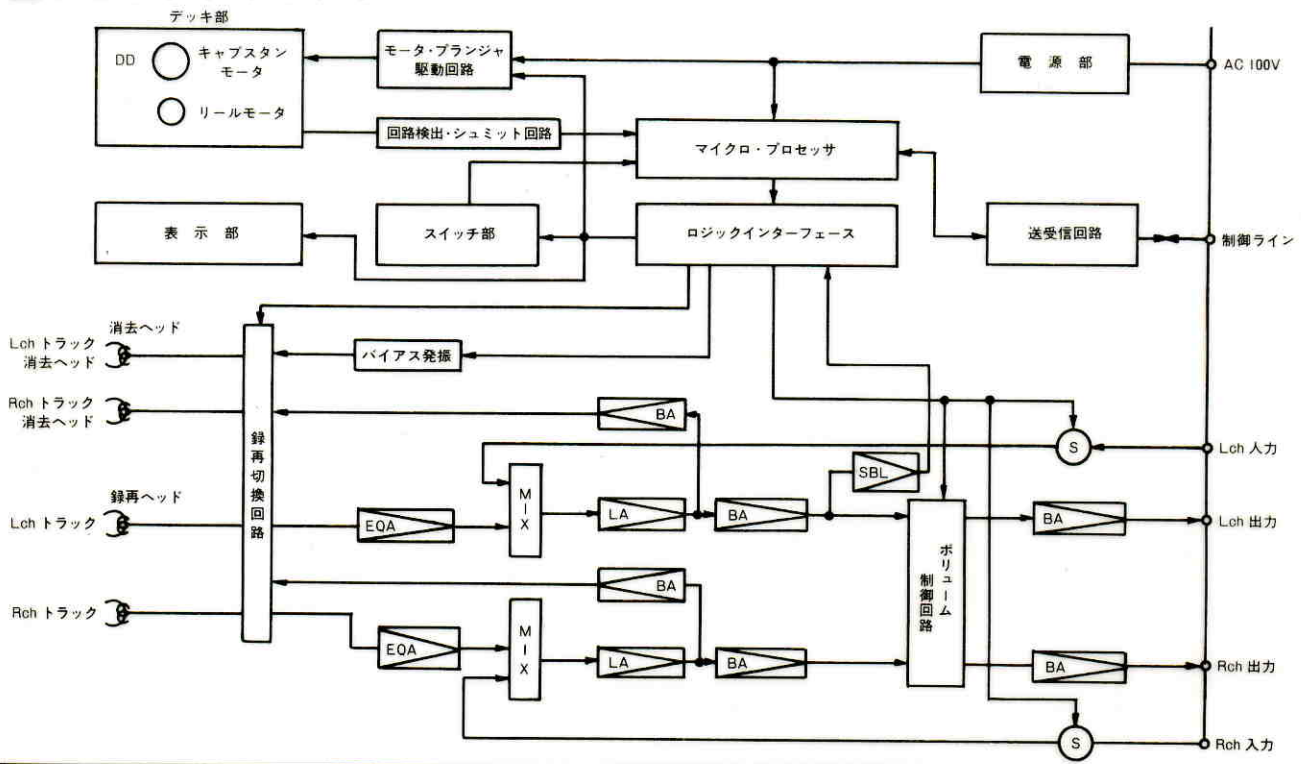 デッキ部
DD
キャプスタン
モータ
リールモータ
モータ・プランジャ
駆動回路
電源部
AC 100V
回路検出・シュミット回路
マイクロ・プロセッサ
表示部
スイッチ部
ロジックインターフェース
送受信回路
制御ライン
消去ヘッド
Lch トラック
消去ヘッド
バイアス発振
Rch トラック
消去ヘッド
BA
録再切換回路
S
Lch 入力
録再ヘッド
Lch トラック
EQA
MIX
LA
BA
SBL
ボリューム
制御回路
BA
Lch 出力
BA
Rch トラック
EQA
MIX
LA
BA
BA
Rch 出力
S
Rch 入力